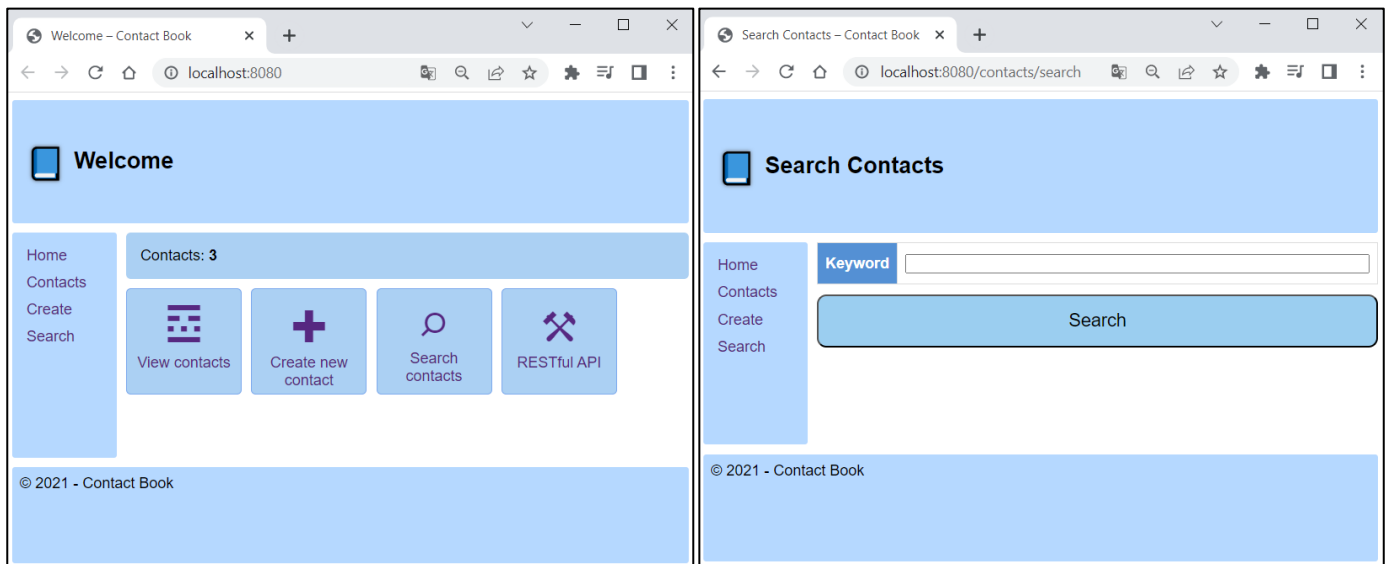 Welcome – Contact Book
localhost:8080
Welcome
Home
Contacts
Create
Search
Contacts: 3
View contacts
Create new
contact
Search
contacts
RESTful API
© 2021 - Contact Book
Search Contacts – Contact Book
localhost:8080/contacts/search
Search Contacts
Home
Contacts
Create
Search
Keyword
Search
© 2021 - Contact Book